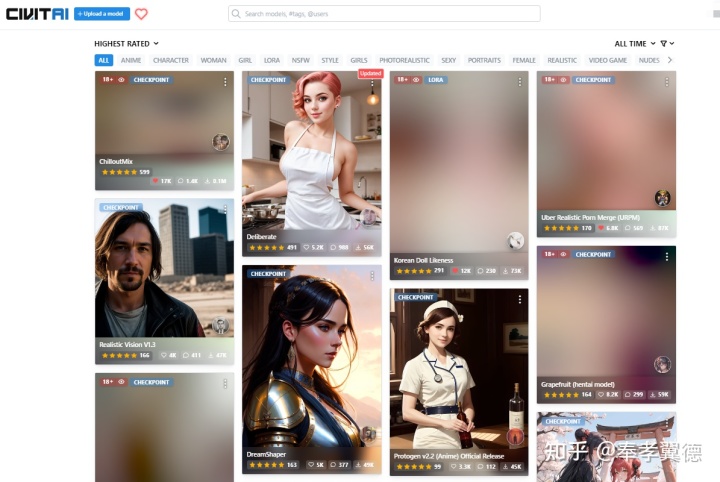 CIVITAI
+ Upload a model
Search models, #tags, @users
HIGHEST RATED
ALL TIME
ALL ANIME CHARACTER WOMAN GIRL LORA NSFW STYLE GIRLS PHOTOREALISTIC SEXY PORTRAITS FEMALE REALISTIC VIDEO GAME NUDES
Updated
18+ CHECKPOINT
ChilloutMix
599
17K 1.4K 0.1M
CHECKPOINT
Realistic Vision V1.3
166 4K 411 47K
18+ CHECKPOINT
CHECKPOINT
Deliberate
491 5.2K 988 56K
CHECKPOINT
DreamShaper
163 5K 377 49K
18+ LORA
Korean Doll Likeness
291 12K 230 73K
CHECKPOINT
Protogen v2.2 (Anime) Official Release
99 3.3K 112 45K
18+ CHECKPOINT
Uber Realistic Porn Merge (URPM)
170 6.8K 569 81K
18+ CHECKPOINT
Grapefruit (hentai model)
164 8.2K 299 59K
CHECKPOINT
知乎 @奉孝翼德